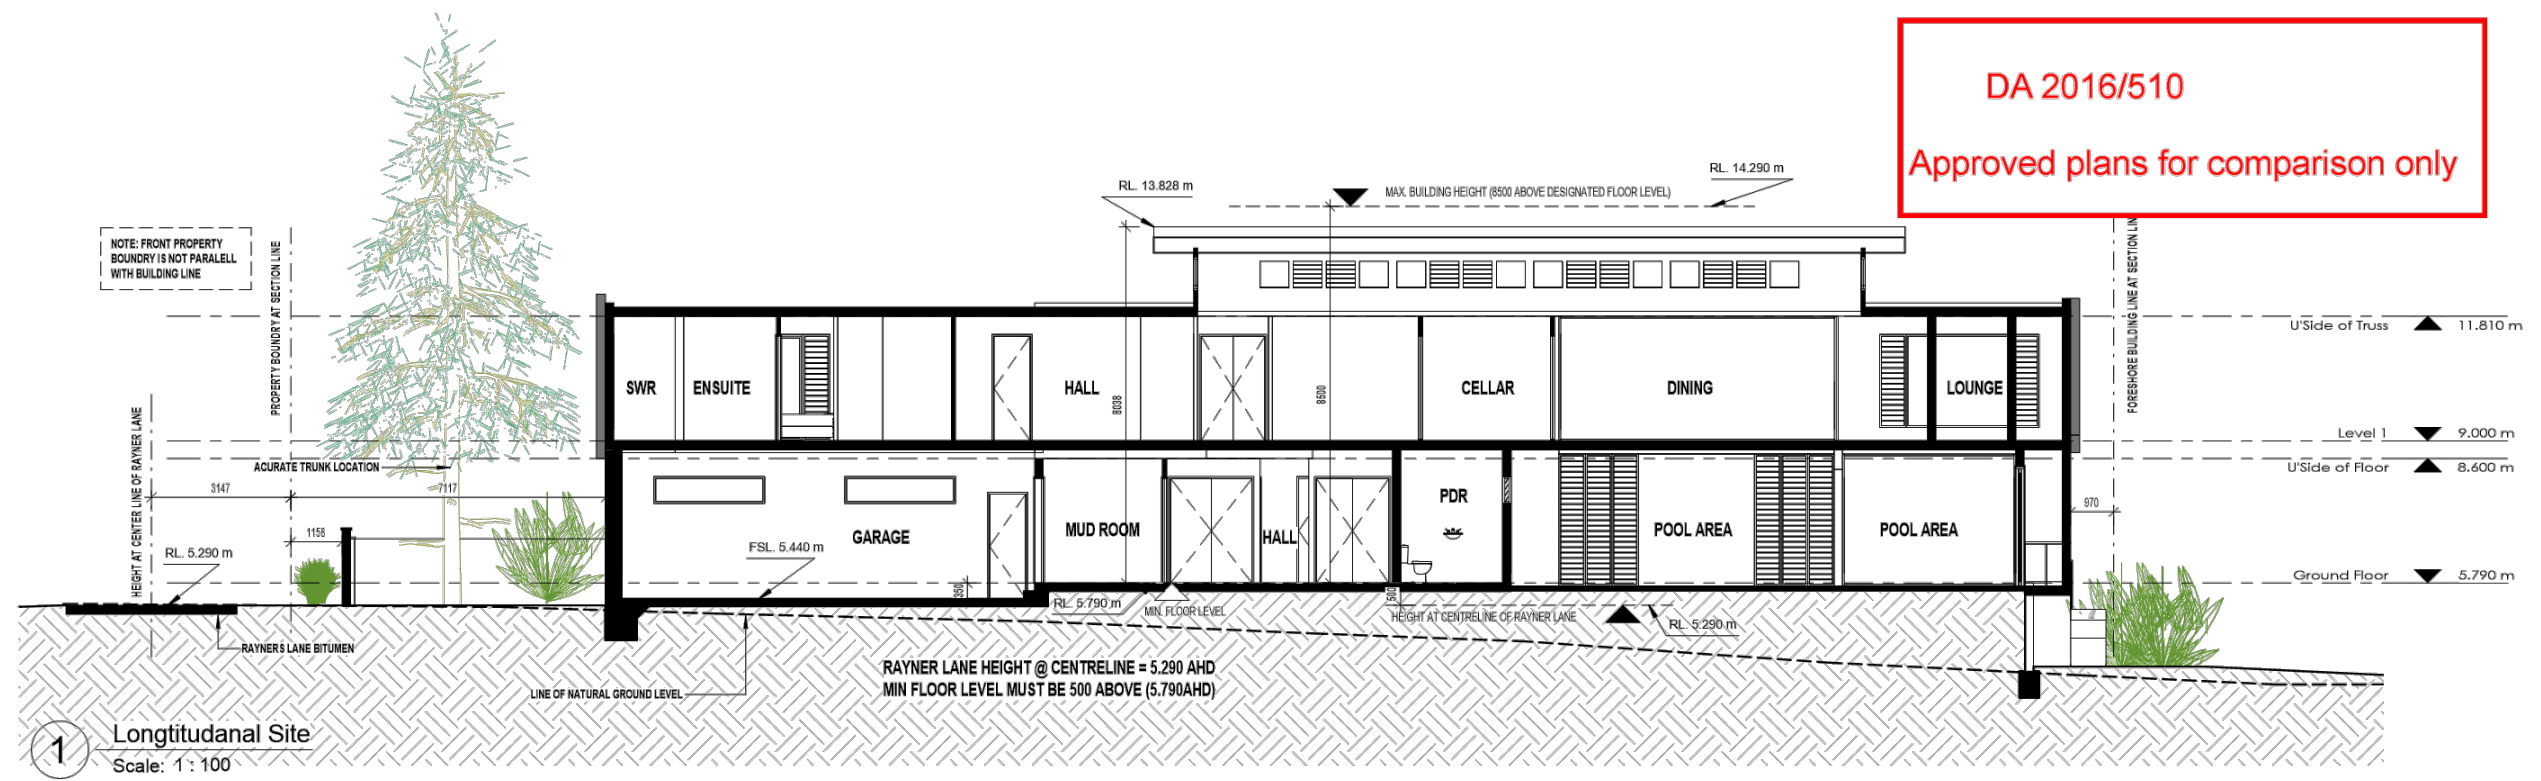 DA 2016/510
Approved plans for comparison only
RL. 14.290 m
RL. 13.828 m
MAX. BUILDING HEIGHT (8500 ABOVE DESIGNATED FLOOR LEVEL)
NOTE: FRONT PROPERTY
BOUNDRY IS NOT PARALELL
WITH BUILDING LINE
PROPERTY BOUNDRY AT SECTION LINE
FORESHORE BUILDING LINE AT SECTION LIN
HEIGHT AT CENTER LINE OF RAYNER LANE
U'Side of Truss 11.810 m
SWR
ENSUITE
HALL
8038
8500
CELLAR
DINING
LOUNGE
Level 1 9.000 m
U'Side of Floor 8.600 m
ACURATE TRUNK LOCATION
3147
7117
1158
970
PDR
GARAGE
MUD ROOM
HALL
POOL AREA
POOL AREA
RL. 5.290 m
FSL. 5.440 m
350
Ground Floor 5.790 m
RL. 5.790 m
MIN. FLOOR LEVEL
500
HEIGHT AT CENTRELINE OF RAYNER LANE
RL. 5.290 m
RAYNERS LANE BITUMEN
LINE OF NATURAL GROUND LEVEL
RAYNER LANE HEIGHT @ CENTRELINE = 5.290 AHD
MIN FLOOR LEVEL MUST BE 500 ABOVE (5.790AHD)
1
Longtitudanal Site
Scale: 1 : 100